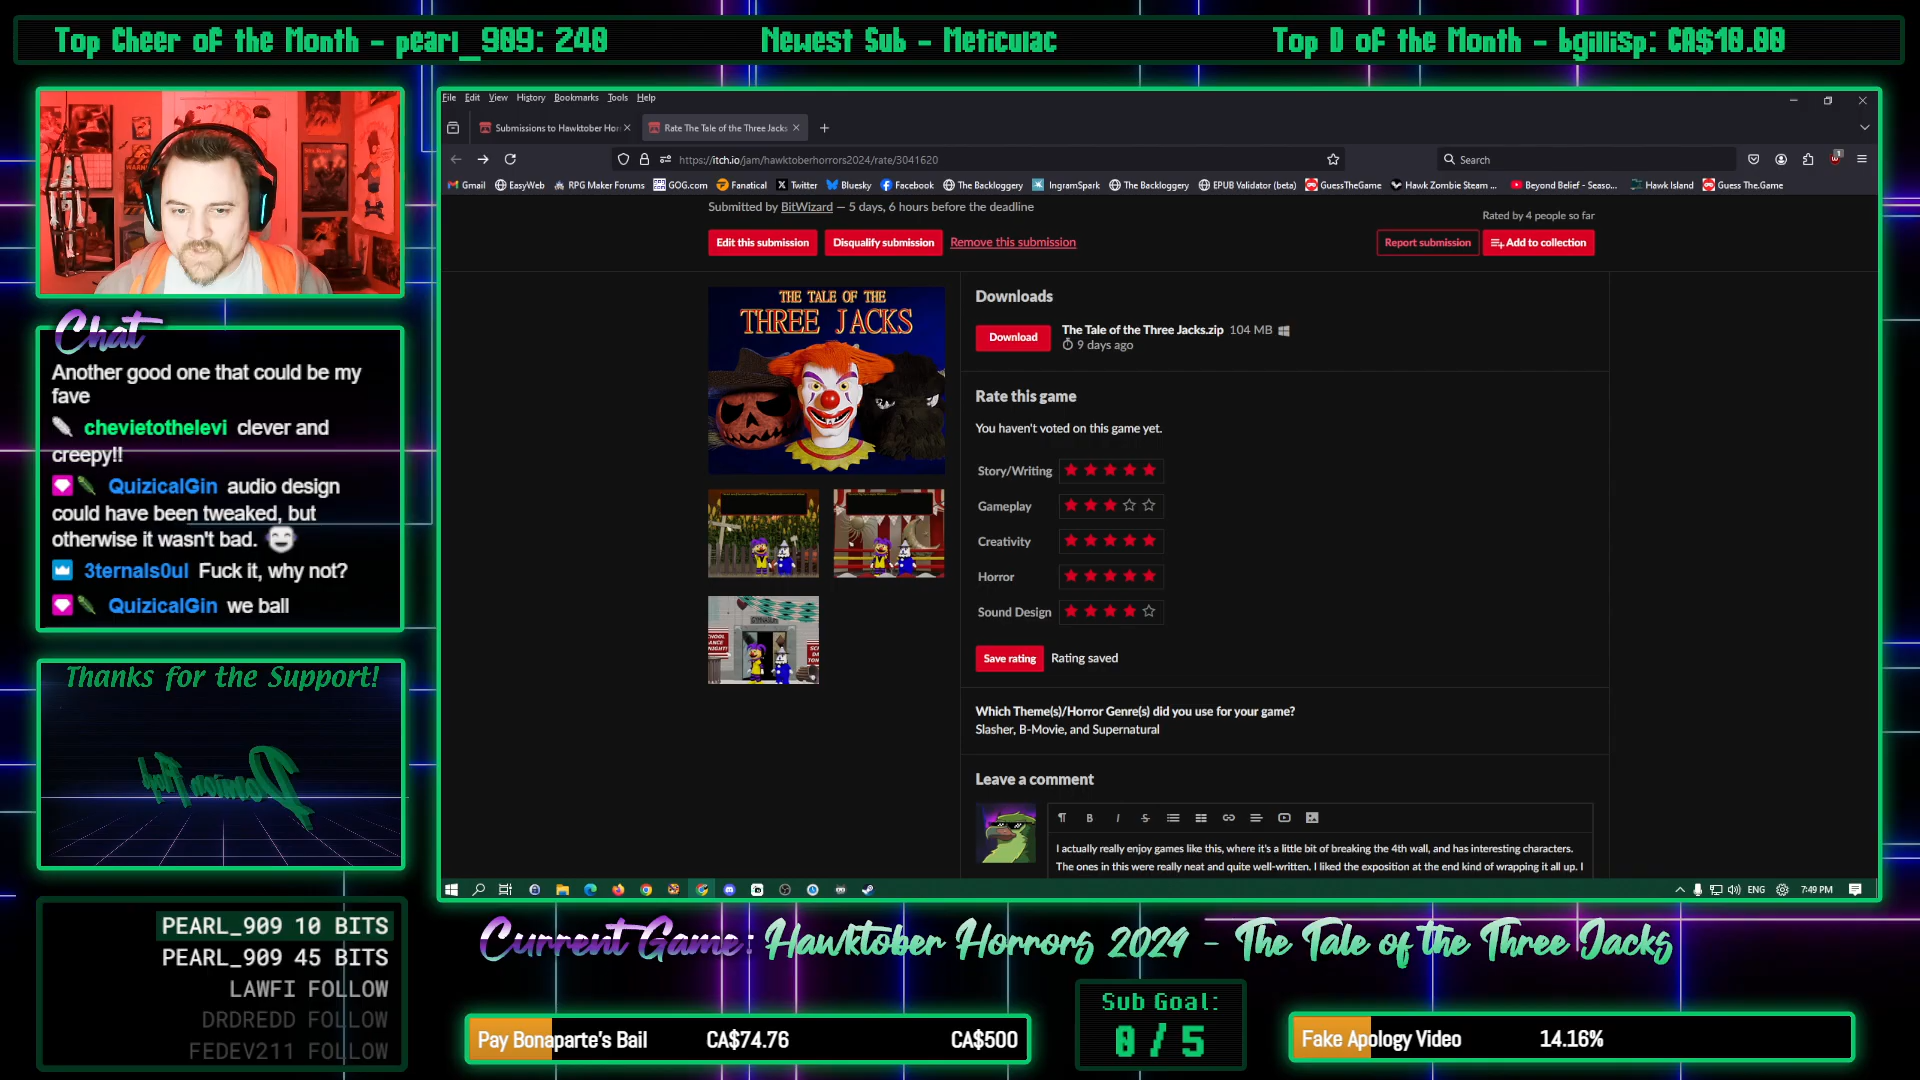 Top Cheer of the Month - pearl_909: 240
Newest Sub - Meticulac
Top D of the Month - bgillisp: CA$10.00
File Edit View History Bookmarks Tools Help
Submissions to Hawktober Hor
Rate The Tale of the Three Jacks
https://itch.io/jam/hawktoberhorrors2024/rate/3041620
Search
Gmail EasyWeb RPG Maker Forums GOG.com Fanatical Twitter Bluesky Facebook The Backloggery IngramSpark The Backloggery EPUB Validator (beta) GuessTheGame Hawk Zombie Steam ... Beyond Belief - Seaso... Hawk Island Guess The.Game
Submitted by BitWizard — 5 days, 6 hours before the deadline
Rated by 4 people so far
Edit this submission
Disqualify submission
Remove this submission
Report submission
Add to collection
THE TALE OF THE
THREE JACKS
Downloads
Download
The Tale of the Three Jacks.zip 104 MB
9 days ago
Rate this game
You haven't voted on this game yet.
Story/Writing
Gameplay
Creativity
Horror
Sound Design
Save rating
Rating saved
Which Theme(s)/Horror Genre(s) did you use for your game?
Slasher, B-Movie, and Supernatural
Leave a comment
I actually really enjoy games like this, where it's a little bit of breaking the 4th wall, and has interesting characters.
The ones in this were really neat and quite well-written. I liked the exposition at the end kind of wrapping it all up. I
ENG
7:49 PM
Chat
Another good one that could be my
fave
chevietothelevi clever and
creepy!!
QuizicalGin audio design
could have been tweaked, but
otherwise it wasn't bad.
3ternals0ul Fuck it, why not?
QuizicalGin we ball
Thanks for the Support!
PEARL_909 10 BITS
PEARL_909 45 BITS
LAWFI FOLLOW
DRDREDD FOLLOW
FEDEV211 FOLLOW
Current Game: Hawktober Horrors 2024 - The Tale of the Three Jacks
Pay Bonaparte's Bail CA$74.76 CA$500
Sub Goal:
0 / 5
Fake Apology Video 14.16%